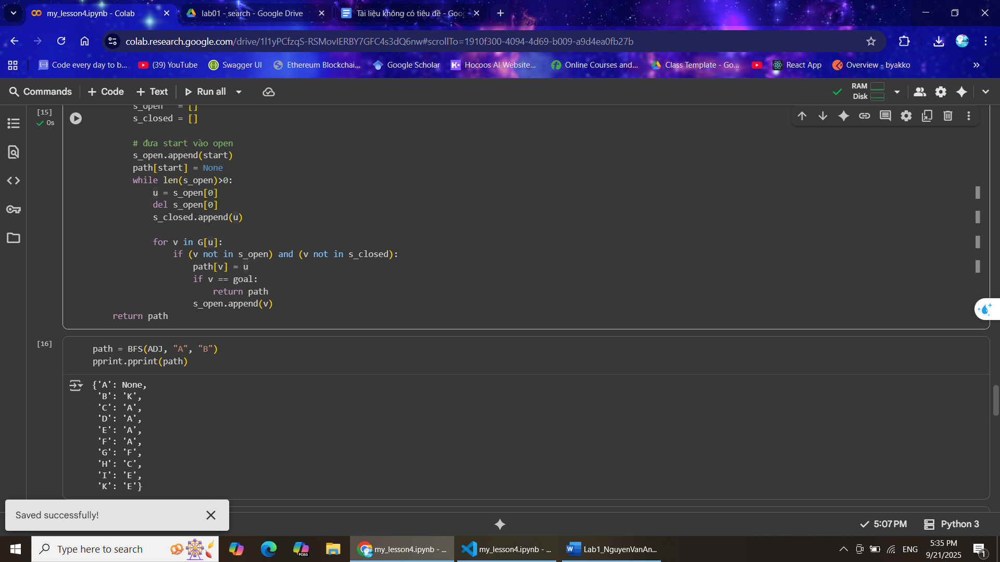 my_lesson4.ipynb - Colab
lab01 - search - Google Drive
Tài liệu không có tiêu đề - Goo
colab.research.google.com/drive/1l1yPCfzqS-RSMovIERBY7GFC4s3dQ6nw#scrollTo=1910f300-4094-4d69-b009-a9d4ea0fb27b
Code every day to b...
(39) YouTube
Swagger UI
Ethereum Blockchai...
Google Scholar
Hocoos AI Website...
Online Courses and...
Class Template - Go...
React App
Overview - byakko
Commands
+ Code
+ Text
Run all
RAM
Disk
[15]
0s
s_open   = []
s_closed = []
# đưa start vào open
s_open.append(start)
path[start] = None
while len(s_open)>0:
u = s_open[0]
del s_open[0]
s_closed.append(u)
for v in G[u]:
if (v not in s_open) and (v not in s_closed):
path[v] = u
if v == goal:
return path
s_open.append(v)
return path
[16]
path = BFS(ADJ, "A", "B")
pprint.pprint(path)
{'A': None,
'B': 'K',
'C': 'A',
'D': 'A',
'E': 'A',
'F': 'A',
'G': 'F',
'H': 'C',
'I': 'E',
'K': 'E'}
Saved successfully!
5:07 PM
Python 3
Type here to search
M365
my_lesson4.ipynb - ...
my_lesson4.ipynb - ...
Lab1_NguyenVanAn...
ENG
5:35 PM
9/21/2025
1